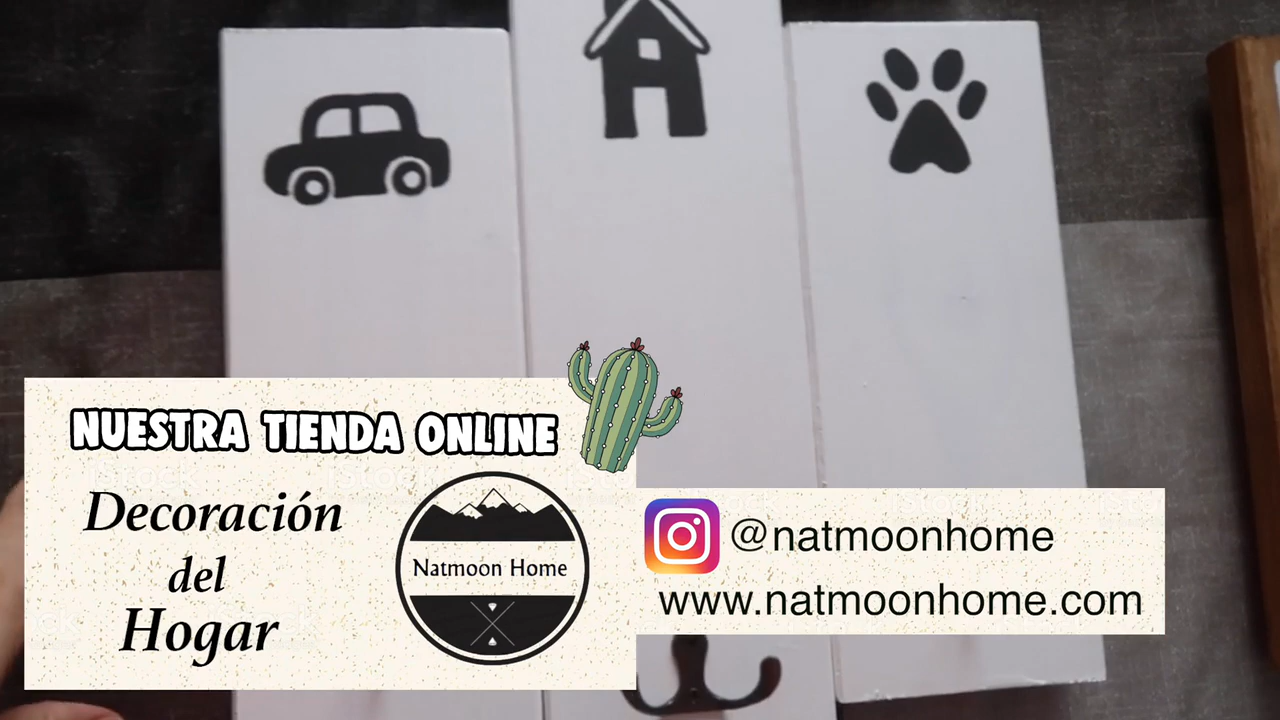 NUESTRA TIENDA ONLINE
Decoración
del
Hogar
Natmoon Home
@natmoonhome
www.natmoonhome.com